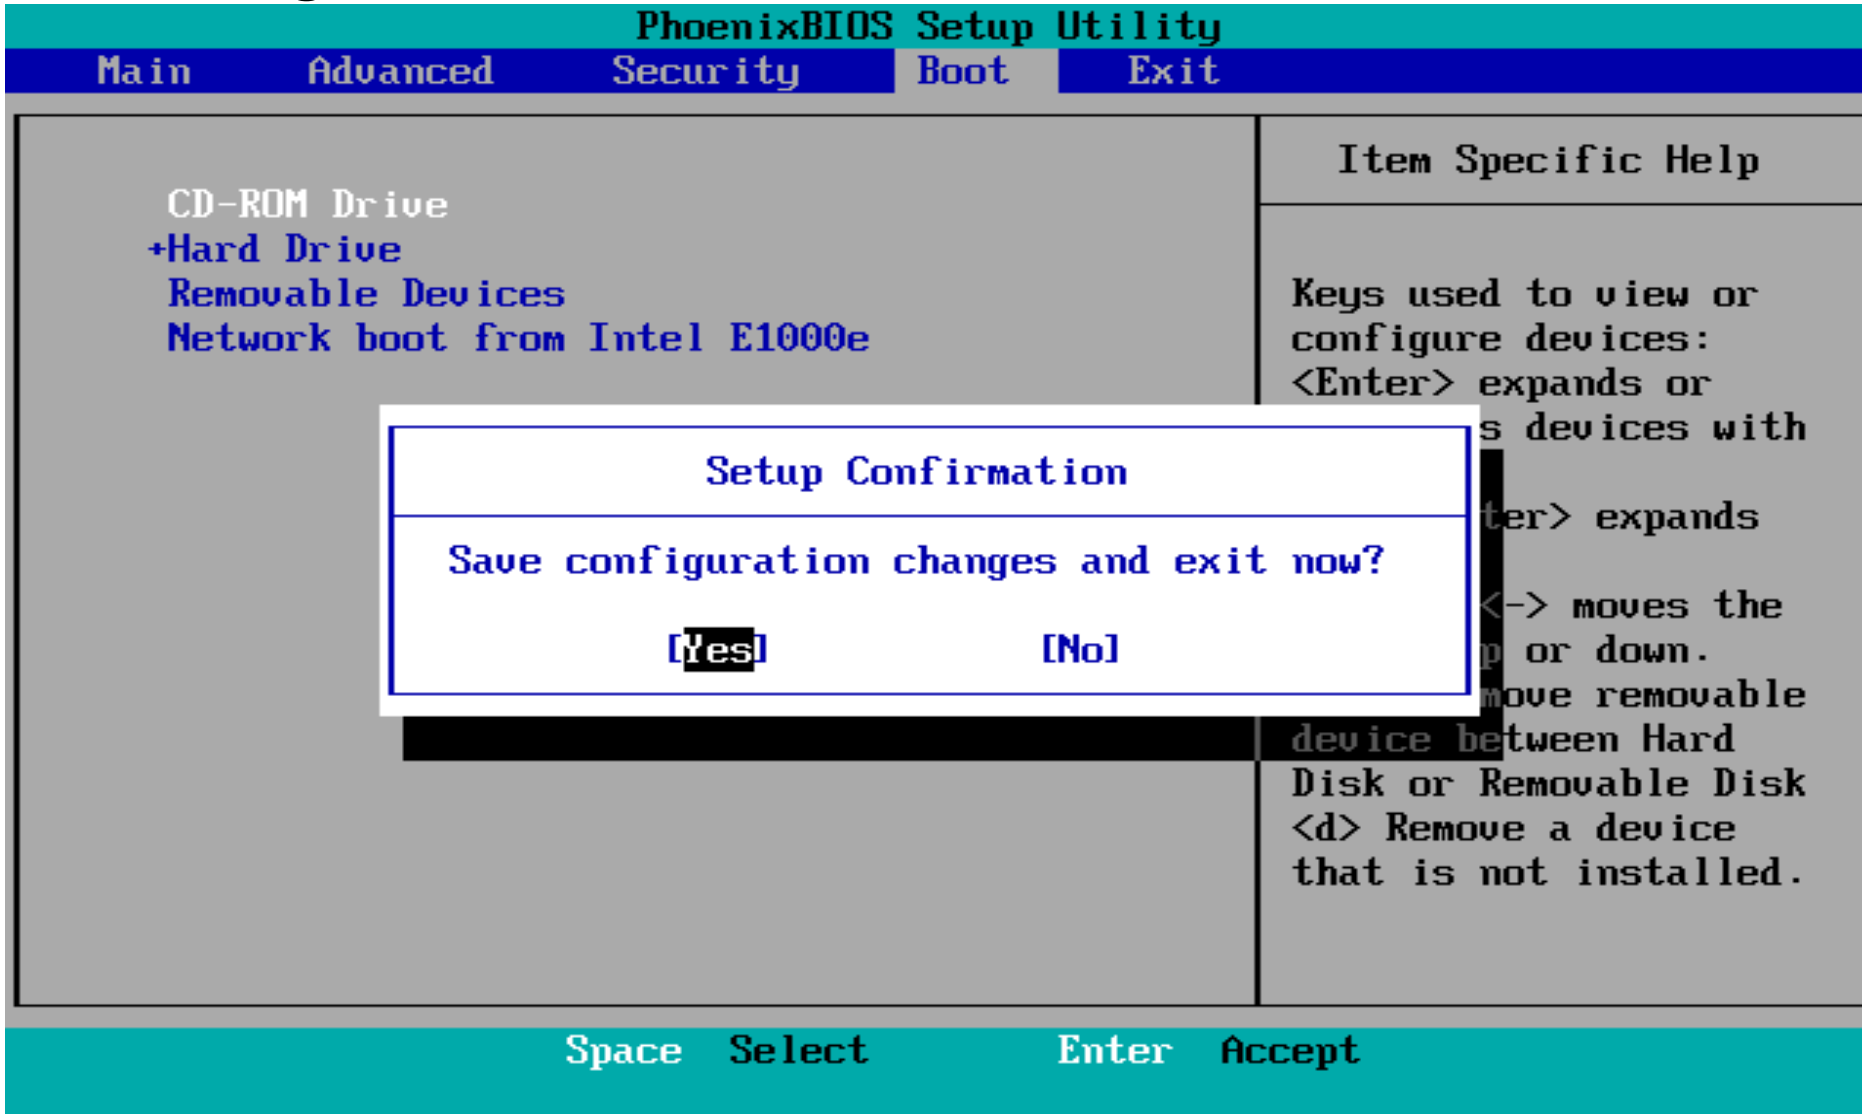 PhoenixBIOS Setup Utility
Main Advanced Security Boot Exit
CD-ROM Drive
+Hard Drive
Removable Devices
Network boot from Intel E1000e
Setup Confirmation
Save configuration changes and exit now?
[Yes] [No]
Item Specific Help
Keys used to view or
configure devices:
<Enter> expands or
devices with
expands
moves the
or down.
removable
device between Hard
Disk or Removable Disk
<d> Remove a device
that is not installed.
Space Select Enter Accept